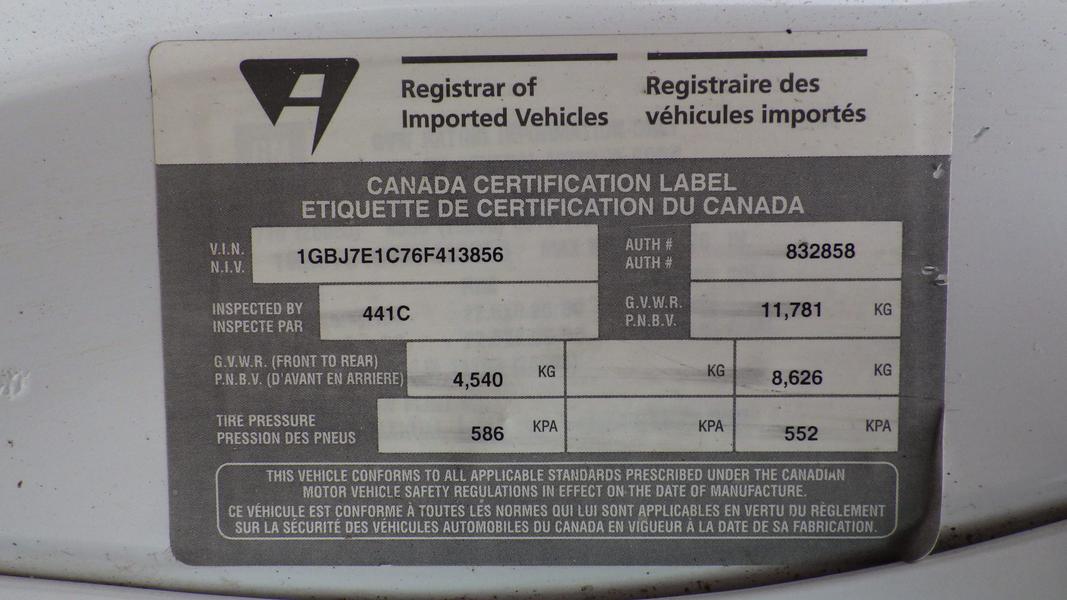 Registrar of
Imported Vehicles
Registraire des
véhicules importés
CANADA CERTIFICATION LABEL
ETIQUETTE DE CERTIFICATION DU CANADA
V.I.N.
N.I.V.
1GBJ7E1C76F413856
AUTH #
AUTH #
832858
INSPECTED BY
INSPECTE PAR
441C
G.V.W.R.
P.N.B.V.
11,781 KG
G.V.W.R. (FRONT TO REAR)
P.N.B.V. (D'AVANT EN ARRIERE)
4,540 KG
KG
8,626 KG
TIRE PRESSURE
PRESSION DES PNEUS
586 KPA
KPA
552 KPA
THIS VEHICLE CONFORMS TO ALL APPLICABLE STANDARDS PRESCRIBED UNDER THE CANADIAN
MOTOR VEHICLE SAFETY REGULATIONS IN EFFECT ON THE DATE OF MANUFACTURE.
CE VÉHICULE EST CONFORME À TOUTES LES NORMES QUI LUI SONT APPLICABLES EN VERTU DU RÈGLEMENT
SUR LA SÉCURITÉ DES VÉHICULES AUTOMOBILES DU CANADA EN VIGUEUR À LA DATE DE SA FABRICATION.